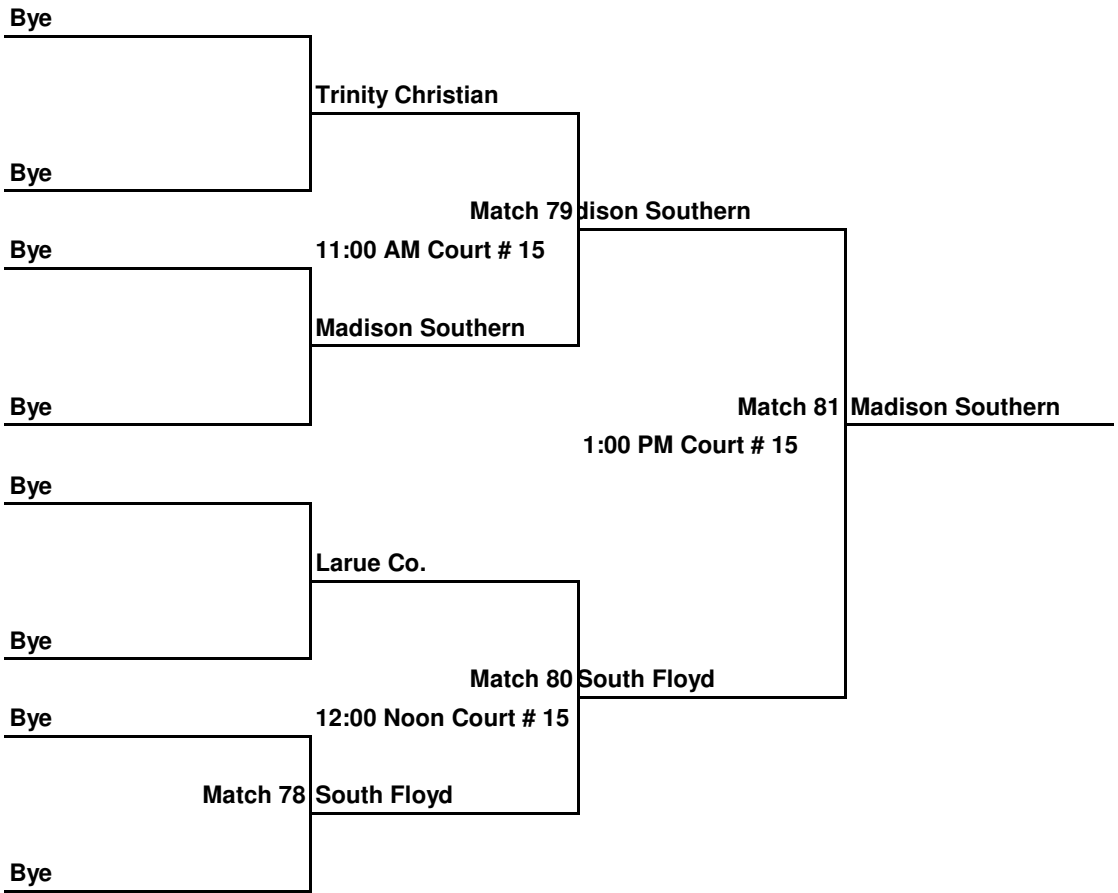 Bye
Trinity Christian
Bye
Match 79 dison Southern
Bye
11:00 AM Court # 15
Madison Southern
Bye
Match 81 Madison Southern
1:00 PM Court # 15
Bye
Larue Co.
Bye
Match 80 South Floyd
Bye
12:00 Noon Court # 15
Match 78 South Floyd
Bye